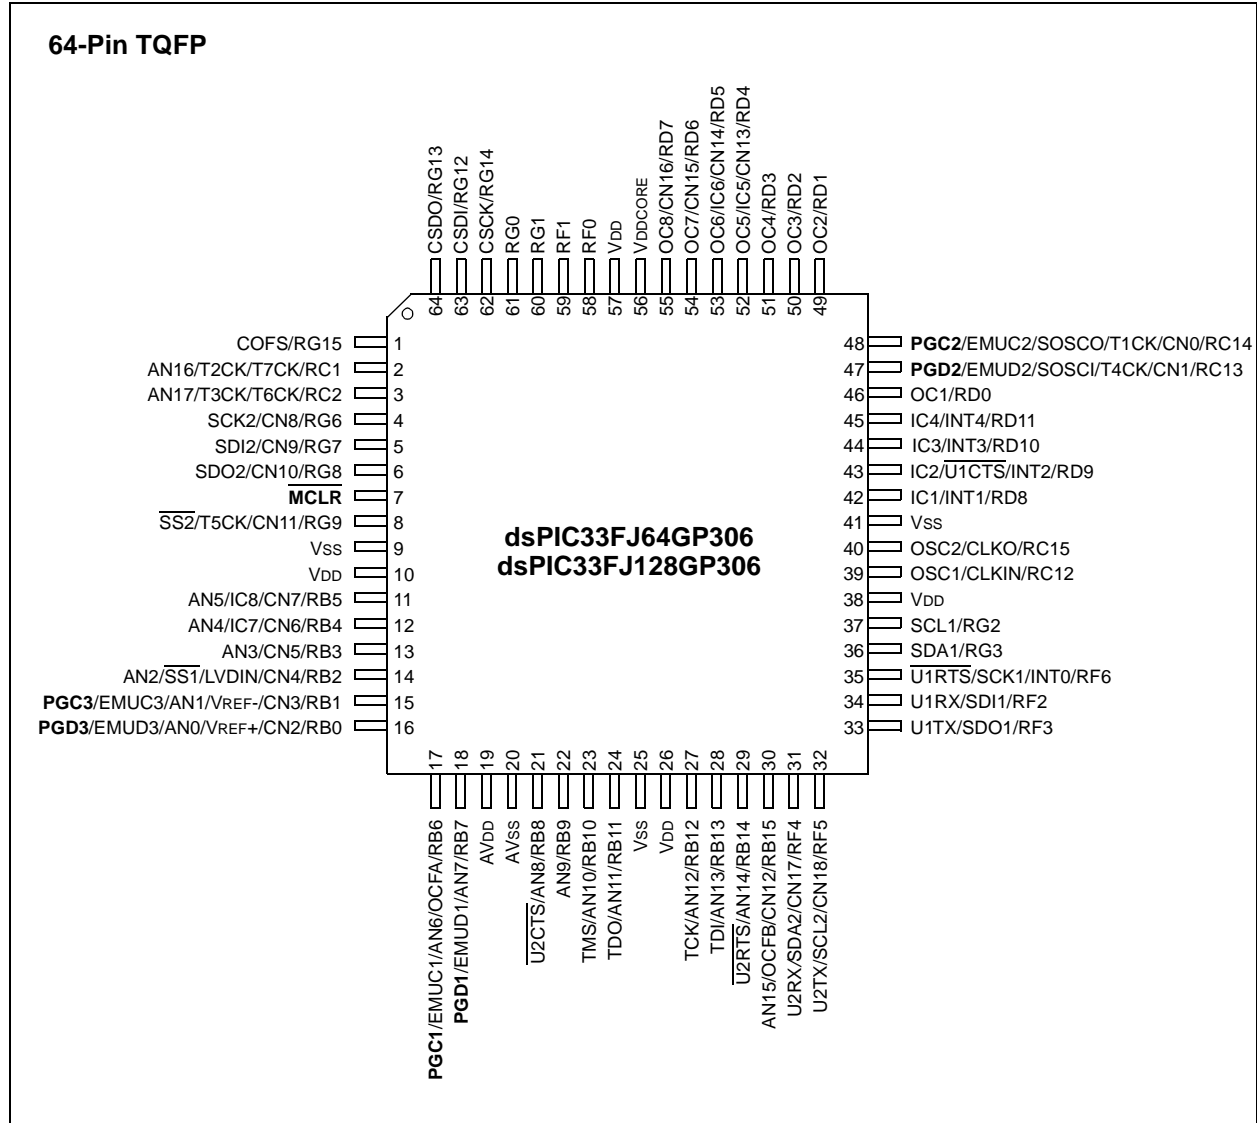 64-Pin TQFP
CSDO/RG13
CSDI/RG12
CSCK/RG14
RG0
RG1
RF1
RF0
VDD
VDDCORE
OC8/CN16/RD7
OC7/CN15/RD6
OC6/IC6/CN14/RD5
OC5/IC5/CN13/RD4
OC4/RD3
OC3/RD2
OC2/RD1
64
63
62
61
60
59
58
57
56
55
54
53
52
51
50
49
COFS/RG15 1
AN16/T2CK/T7CK/RC1 2
AN17/T3CK/T6CK/RC2 3
SCK2/CN8/RG6 4
SDI2/CN9/RG7 5
SDO2/CN10/RG8 6
MCLR 7
SS2/T5CK/CN11/RG9 8
VSS 9
VDD 10
AN5/IC8/CN7/RB5 11
AN4/IC7/CN6/RB4 12
AN3/CN5/RB3 13
AN2/SS1/LVDIN/CN4/RB2 14
PGC3/EMUC3/AN1/VREF-/CN3/RB1 15
PGD3/EMUD3/AN0/VREF+/CN2/RB0 16
dsPIC33FJ64GP306
dsPIC33FJ128GP306
48 PGC2/EMUC2/SOSCO/T1CK/CN0/RC14
47 PGD2/EMUD2/SOSCI/T4CK/CN1/RC13
46 OC1/RD0
45 IC4/INT4/RD11
44 IC3/INT3/RD10
43 IC2/U1CTS/INT2/RD9
42 IC1/INT1/RD8
41 VSS
40 OSC2/CLKO/RC15
39 OSC1/CLKIN/RC12
38 VDD
37 SCL1/RG2
36 SDA1/RG3
35 U1RTS/SCK1/INT0/RF6
34 U1RX/SDI1/RF2
33 U1TX/SDO1/RF3
17
18
19
20
21
22
23
24
25
26
27
28
29
30
31
32
PGC1/EMUC1/AN6/OCFA/RB6
PGD1/EMUD1/AN7/RB7
AVDD
AVSS
U2CTS/AN8/RB8
AN9/RB9
TMS/AN10/RB10
TDO/AN11/RB11
VSS
VDD
TCK/AN12/RB12
TDI/AN13/RB13
U2RTS/AN14/RB14
AN15/OCFB/CN12/RB15
U2RX/SDA2/CN17/RF4
U2TX/SCL2/CN18/RF5